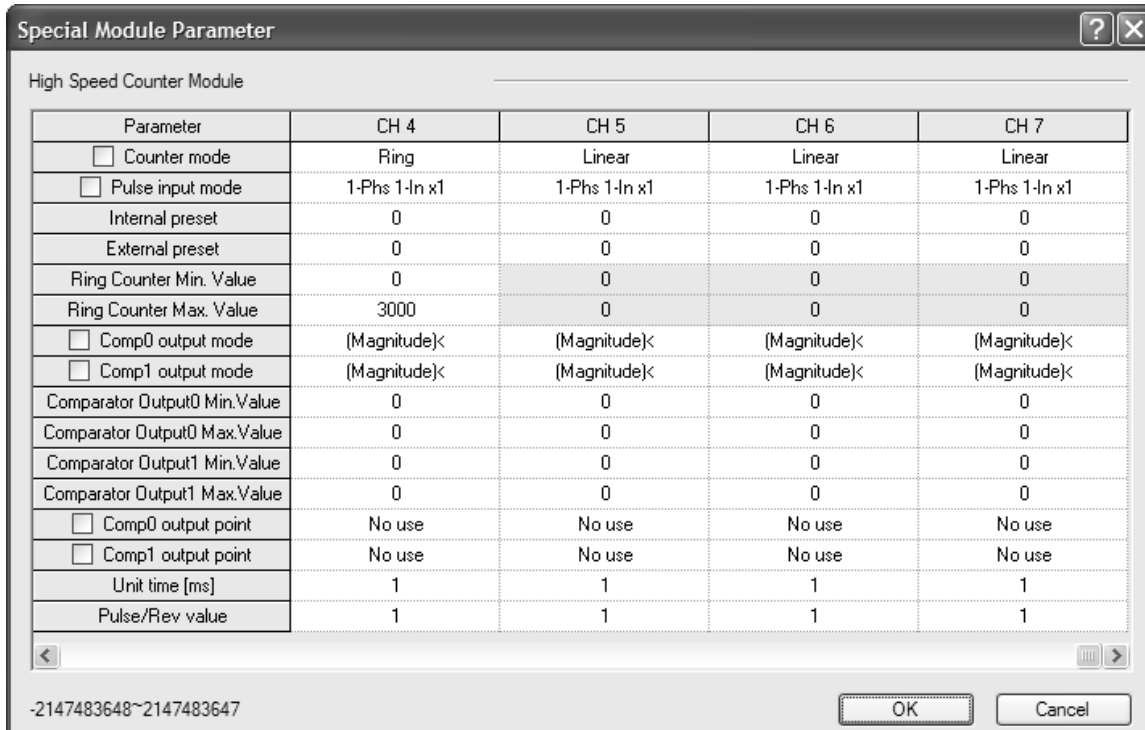 Special Module Parameter
High Speed Counter Module
Parameter CH 4 CH 5 CH 6 CH 7
Counter mode Ring Linear Linear Linear
Pulse input mode 1-Phs 1-In x1 1-Phs 1-In x1 1-Phs 1-In x1 1-Phs 1-In x1
Internal preset 0 0 0 0
External preset 0 0 0 0
Ring Counter Min. Value 0 0 0 0
Ring Counter Max. Value 3000 0 0 0
Comp0 output mode (Magnitude)< (Magnitude)< (Magnitude)< (Magnitude)<
Comp1 output mode (Magnitude)< (Magnitude)< (Magnitude)< (Magnitude)<
Comparator Output0 Min.Value 0 0 0 0
Comparator Output0 Max.Value 0 0 0 0
Comparator Output1 Min.Value 0 0 0 0
Comparator Output1 Max.Value 0 0 0 0
Comp0 output point No use No use No use No use
Comp1 output point No use No use No use No use
Unit time [ms] 1 1 1 1
Pulse/Rev value 1 1 1 1
-2147483648~2147483647 OK Cancel